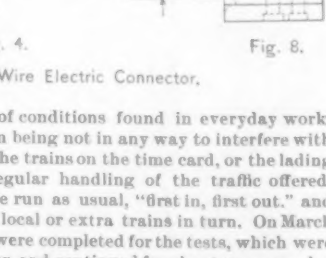 . 4.
Fig. 8.
Wire Electric Connector.
of conditions found in everyday work
n being not in any way to interfere with
he trains on the time card, or the lading
egular handling of the traffic offered.
e run as usual, "first in, first out." and
local or extra trains in turn. On March
were completed for the tests, which were